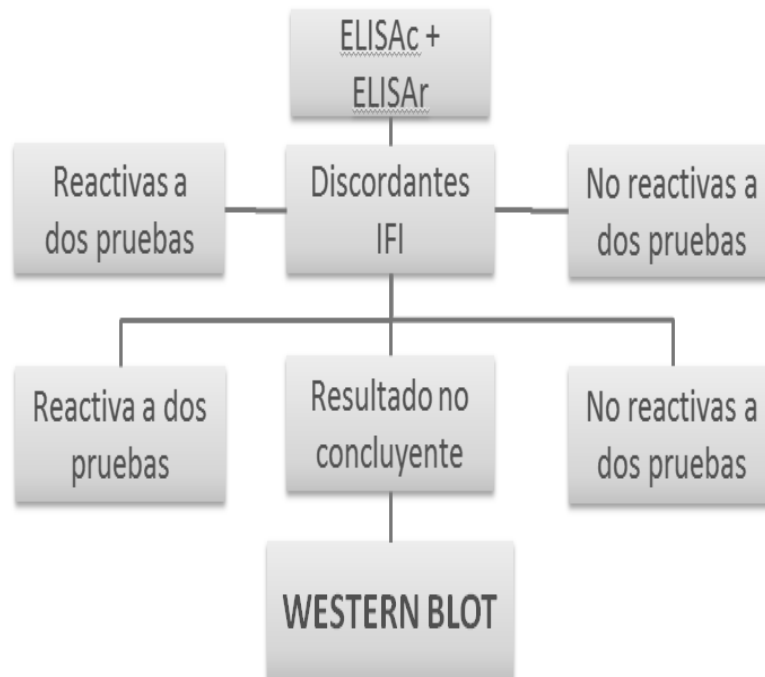 ELISAc +
ELISAr
Reactivas a
dos pruebas
Discordantes
IFI
No reactivas a
dos pruebas
Reactiva a dos
pruebas
Resultado no
concluyente
No reactivas a
dos pruebas
WESTERN BLOT